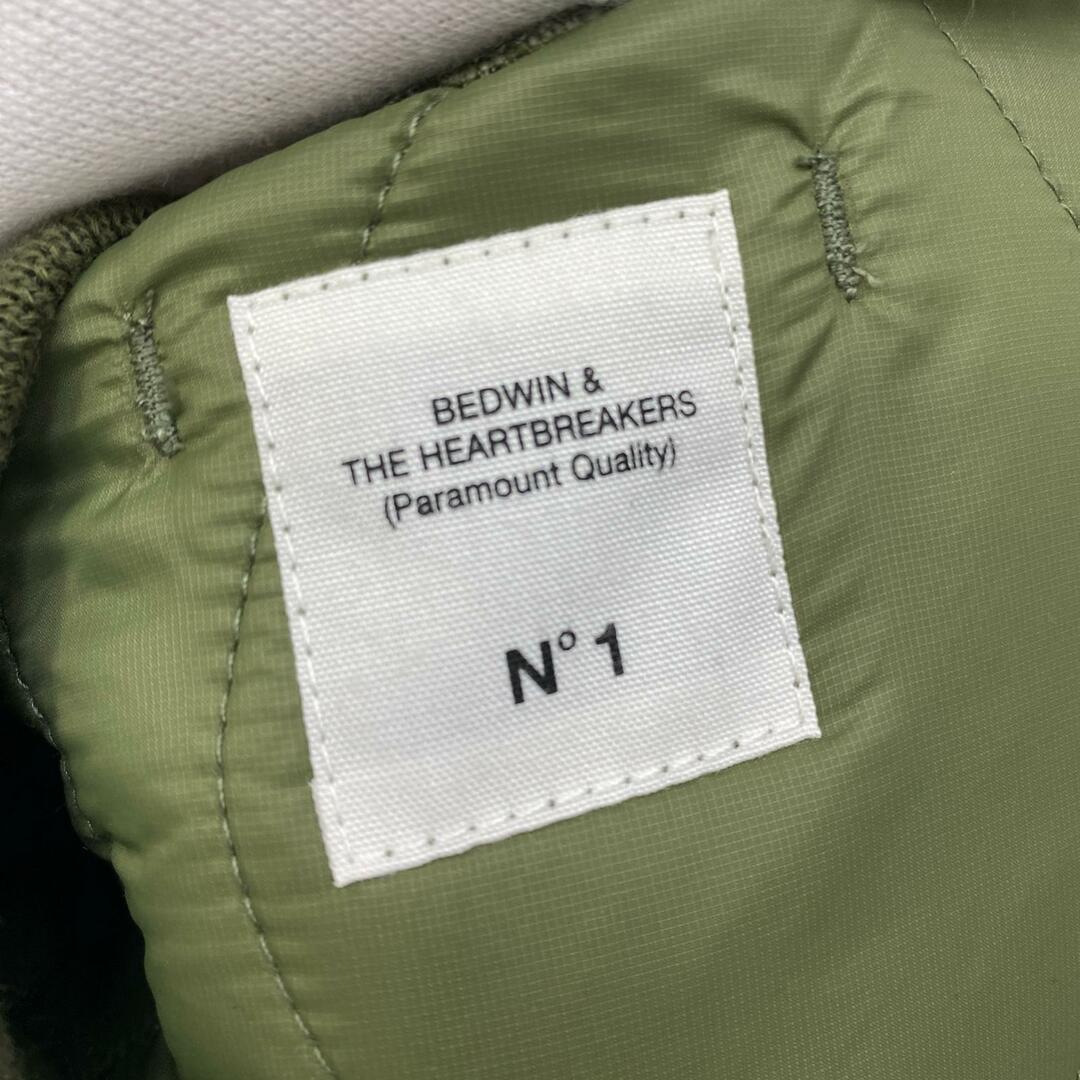 BEDWIN &
THE HEARTBREAKERS
(Paramount Quality)
N° 1